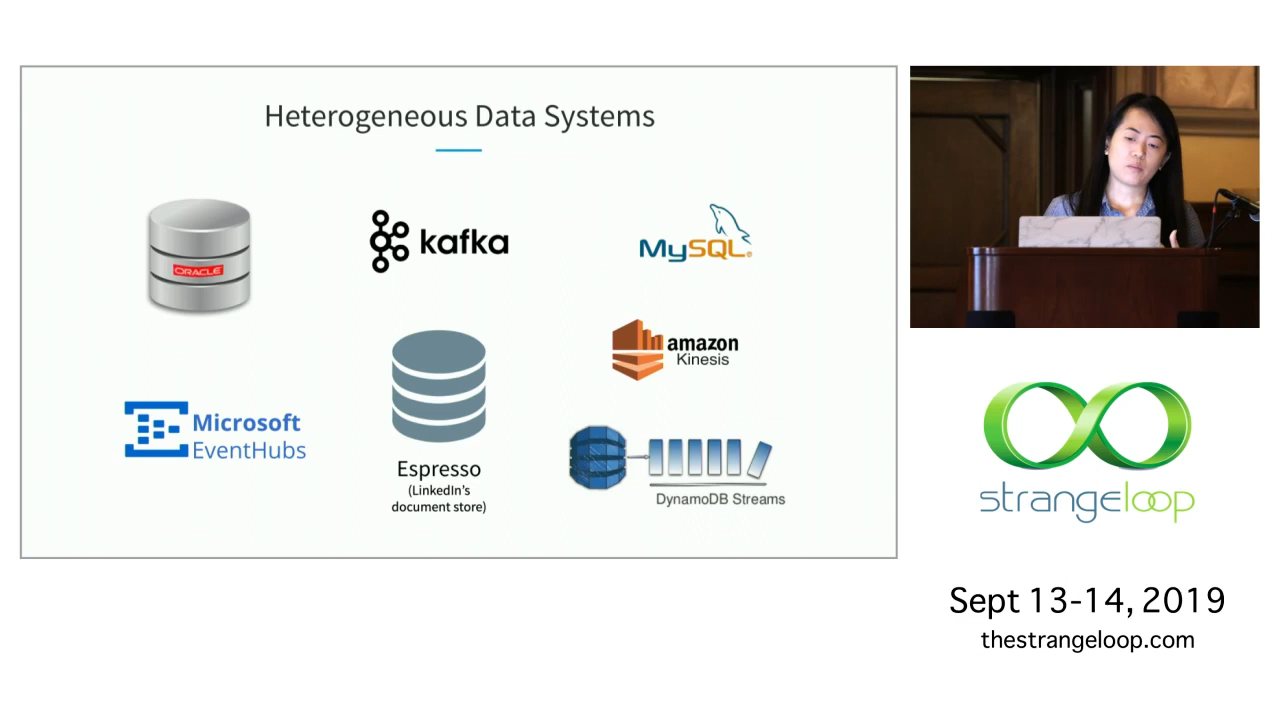 Heterogeneous Data Systems
ORACLE
kafka
MySQL®
amazon
Kinesis
Microsoft
EventHubs
Espresso
(LinkedIn's
document store)
DynamoDB Streams
strangeloop
Sept 13-14, 2019
thestrangeloop.com